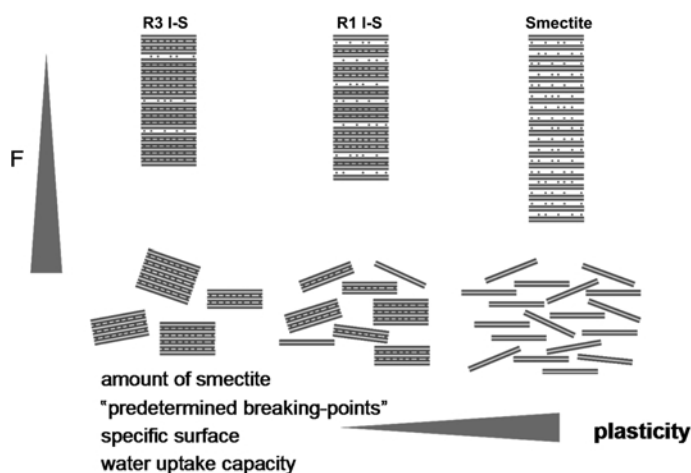 R3 I-S
R1 I-S
Smectite
F
amount of smectite
"predetermined breaking-points"
specific surface
plasticity
water uptake capacity